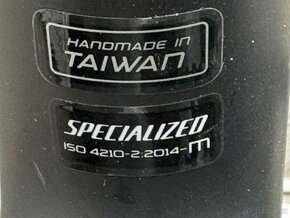 HANDMADE IN
TAIWAN
SPECIALIZED
ISO 4210-2:2014-M